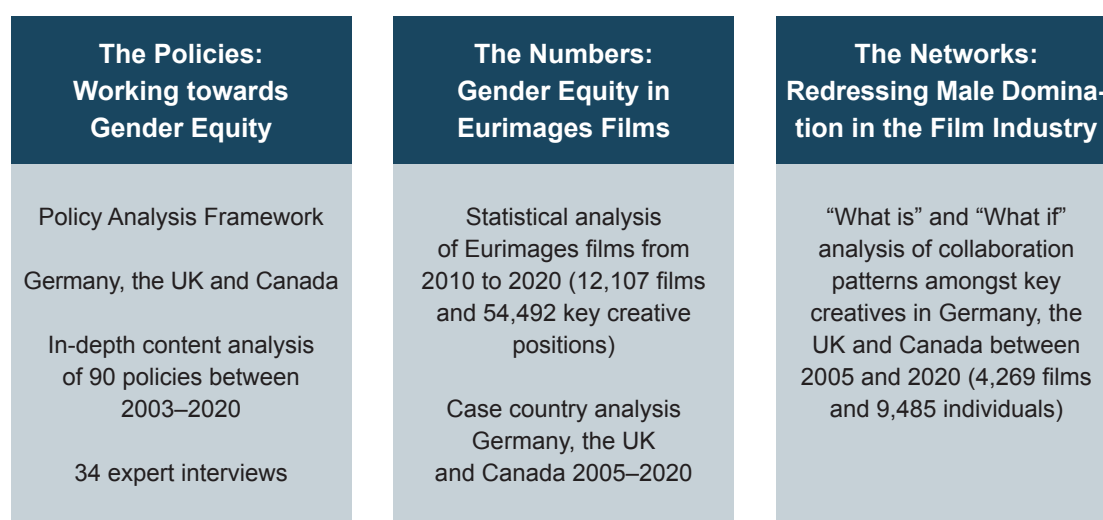 The Policies:
Working towards
Gender Equity
Policy Analysis Framework
Germany, the UK and Canada
In-depth content analysis
of 90 policies between
2003–2020
34 expert interviews
The Numbers:
Gender Equity in
Eurimages Films
Statistical analysis
of Eurimages films from
2010 to 2020 (12,107 films
and 54,492 key creative
positions)
Case country analysis
Germany, the UK
and Canada 2005–2020
The Networks:
Redressing Male Domina-
tion in the Film Industry
“What is” and “What if”
analysis of collaboration
patterns amongst key
creatives in Germany, the
UK and Canada between
2005 and 2020 (4,269 films
and 9,485 individuals)